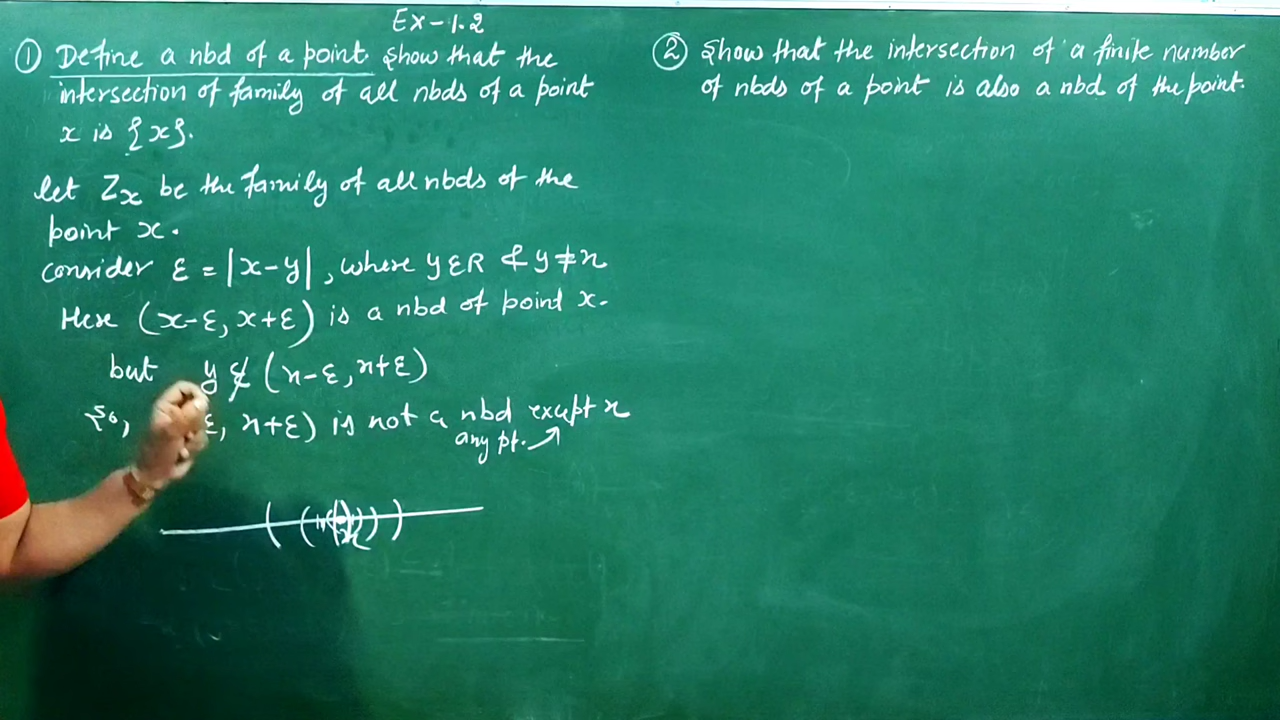 Ex-1.2
① Define a nbd of a point. Show that the
intersection of family of all nbds of a point
x is {x}.
let Zx be the family of all nbds of the
point x.
consider ε = |x-y|, where y ε R & y ≠ x
Here (x-ε, x+ε) is a nbd of point x.
but y ∉ (x-ε, x+ε)
So, ε, x+ε) is not a nbd except x
any pt. ↗
( ( ( ( ) ) ) )
x
② Show that the intersection of a finite number
of nbds of a point is also a nbd of the point.